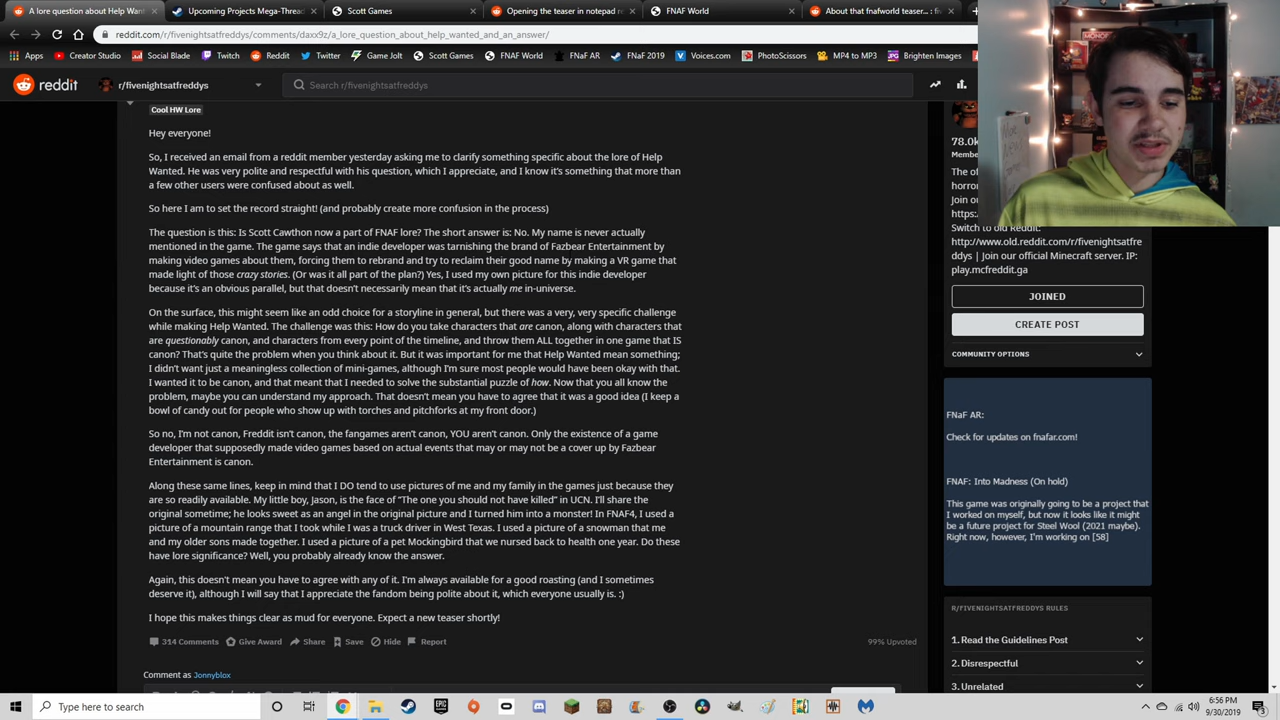 A lore question about Help Want
Upcoming Projects Mega-Thread
Scott Games
Opening the teaser in notepad re
FNAF World
About that fnafworld teaser... : fi
reddit.com/r/fivenightsatfreddys/comments/daxx9z/a_lore_question_about_help_wanted_and_an_answer/
Apps
Creator Studio
Social Blade
Twitch
Reddit
Twitter
Game Jolt
Scott Games
FNAF World
FNaF AR
FNAF 2019
Voices.com
PhotoScissors
MP4 to MP3
Brighten Images
reddit
r/fivenightsatfreddys
Search r/fivenightsatfreddys
Cool HW Lore
Hey everyone!
So, I received an email from a reddit member yesterday asking me to clarify something specific about the lore of Help
Wanted. He was very polite and respectful with his question, which I appreciate, and I know it's something that more than
a few other users were confused about as well.
So here I am to set the record straight! (and probably create more confusion in the process)
The question is this: Is Scott Cawthon now a part of FNAF lore? The short answer is: No. My name is never actually
mentioned in the game. The game says that an indie developer was tarnishing the brand of Fazbear Entertainment by
making video games about them, forcing them to rebrand and try to reclaim their good name by making a VR game that
made light of those crazy stories. (Or was it all part of the plan?) Yes, I used my own picture for this indie developer
because it's an obvious parallel, but that doesn't necessarily mean that it's actually me in-universe.
On the surface, this might seem like an odd choice for a storyline in general, but there was a very, very specific challenge
while making Help Wanted. The challenge was this: How do you take characters that are canon, along with characters that
are questionably canon, and characters from every point of the timeline, and throw them ALL together in one game that IS
canon? That's quite the problem when you think about it. But it was important for me that Help Wanted mean something;
I didn't want just a meaningless collection of mini-games, although I'm sure most people would have been okay with that.
I wanted it to be canon, and that meant that I needed to solve the substantial puzzle of how. Now that you all know the
problem, maybe you can understand my approach. That doesn't mean you have to agree that it was a good idea (I keep a
bowl of candy out for people who show up with torches and pitchforks at my front door.)
So no, I'm not canon, Freddit isn't canon, the fangames aren't canon, YOU aren't canon. Only the existence of a game
developer that supposedly made video games based on actual events that may or may not be a cover up by Fazbear
Entertainment is canon.
Along these same lines, keep in mind that I DO tend to use pictures of me and my family in the games just because they
are so readily available. My little boy, Jason, is the face of "The one you should not have killed" in UCN. I'll share the
original sometime; he looks sweet as an angel in the original picture and I turned him into a monster! In FNAF4, I used a
picture of a mountain range that I took while I was a truck driver in West Texas. I used a picture of a snowman that me
and my older sons made together. I used a picture of a pet Mockingbird that we nursed back to health one year. Do these
have lore significance? Well, you probably already know the answer.
Again, this doesn't mean you have to agree with any of it. I'm always available for a good roasting (and I sometimes
deserve it), although I will say that I appreciate the fandom being polite about it, which everyone usually is. :)
I hope this makes things clear as mud for everyone. Expect a new teaser shortly!
314 Comments
Give Award
Share
Save
Hide
Report
99% Upvoted
Comment as Jonnyblox
78.0k
Membe
The of
horror
Join ou
https:
Switch to old Reddit:
http://www.old.reddit.com/r/fivenightsatfre
ddys | Join our official Minecraft server. IP:
play.mcfreddit.ga
JOINED
CREATE POST
COMMUNITY OPTIONS
FNaF AR:
Check for updates on fnafar.com!
FNAF: Into Madness (On hold)
This game was originally going to be a project that
I worked on myself, but now it looks like it might
be a future project for Steel Wool (2021 maybe).
Right now, however, I'm working on [58]
R/FIVENIGHTSATFREDDYS RULES
1. Read the Guidelines Post
2. Disrespectful
3. Unrelated
Type here to search
6:56 PM
9/30/2019